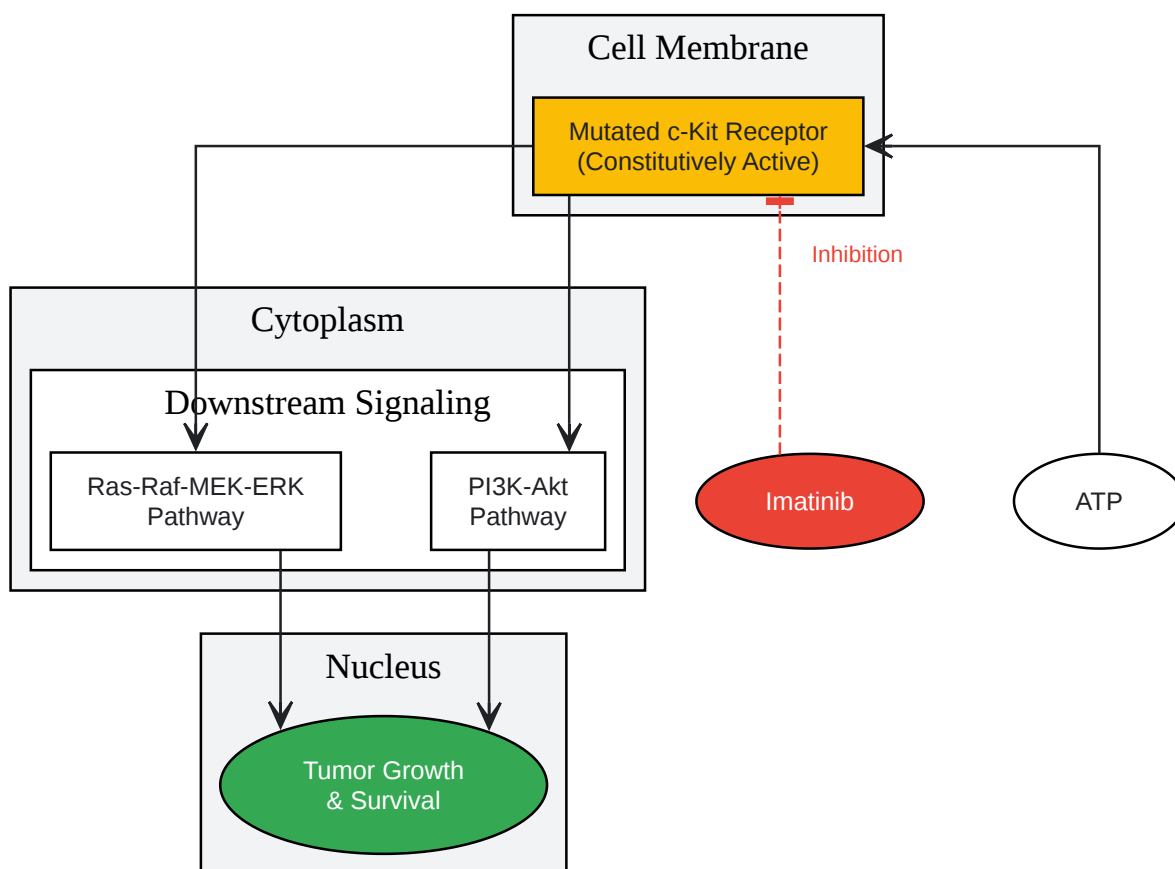 Cell Membrane
Mutated c-Kit Receptor
(Constitutively Active)
Inhibition
Cytoplasm
Downstream Signaling
Ras-Raf-MEK-ERK
Pathway
PI3K-Akt
Pathway
Imatinib
ATP
Nucleus
Tumor Growth
& Survival